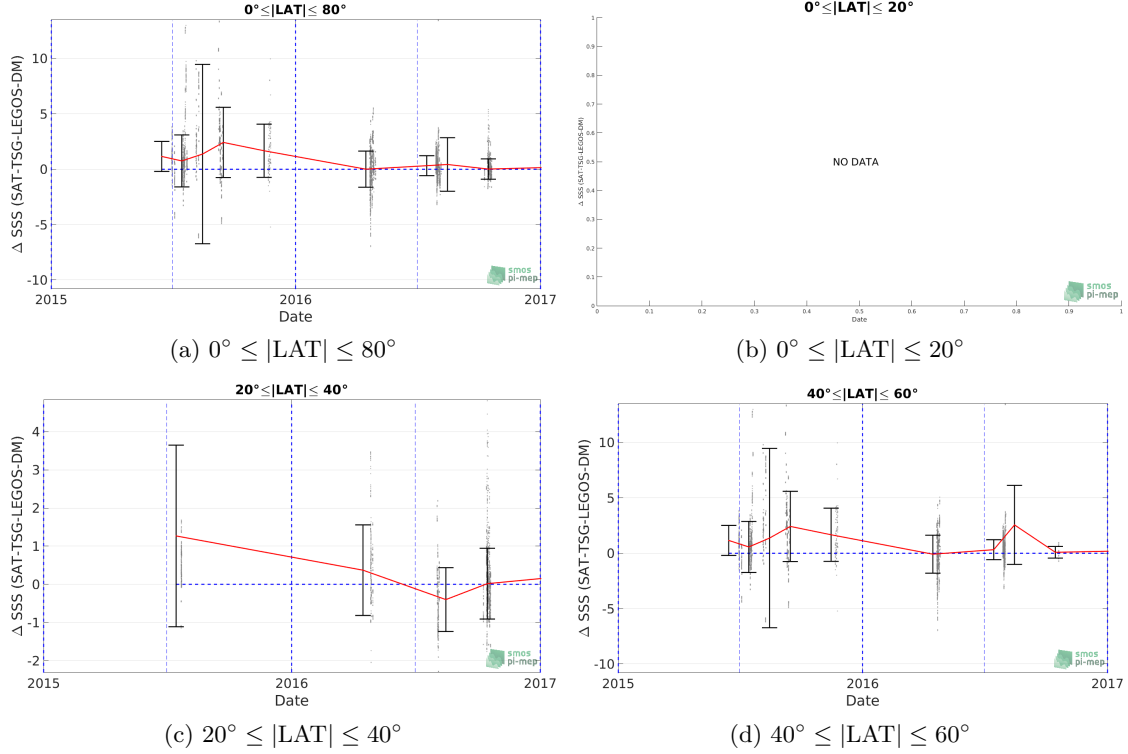 0°≤|LAT|≤ 80°
Δ SSS (SAT-TSG-LEGOS-DM)
10
5
0
-5
-10
2015
2016
2017
Date
smos
pi-mep
(a) 0° ≤ |LAT| ≤ 80°
0°≤|LAT|≤ 20°
Δ SSS (SAT-TSG-LEGOS-DM)
1
0.9
0.8
0.7
0.6
0.5
0.4
0.3
0.2
0.1
0
NO DATA
0
0.1
0.2
0.3
0.4
0.5
0.6
0.7
0.8
0.9
1
Date
smos
pi-mep
(b) 0° ≤ |LAT| ≤ 20°
20°≤|LAT|≤ 40°
Δ SSS (SAT-TSG-LEGOS-DM)
4
3
2
1
0
-1
-2
2015
2016
2017
Date
smos
pi-mep
(c) 20° ≤ |LAT| ≤ 40°
40°≤|LAT|≤ 60°
Δ SSS (SAT-TSG-LEGOS-DM)
10
5
0
-5
-10
2015
2016
2017
Date
smos
pi-mep
(d) 40° ≤ |LAT| ≤ 60°